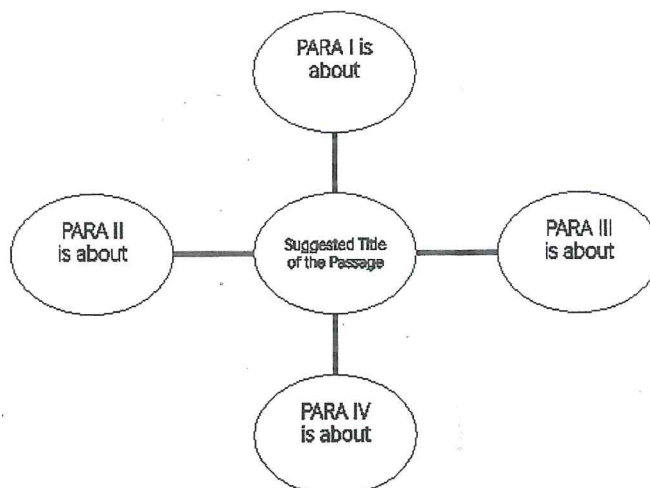 PARA I is
about
PARA II
is about
Suggested Title
of the Passage
PARA III
is about
PARA IV
is about